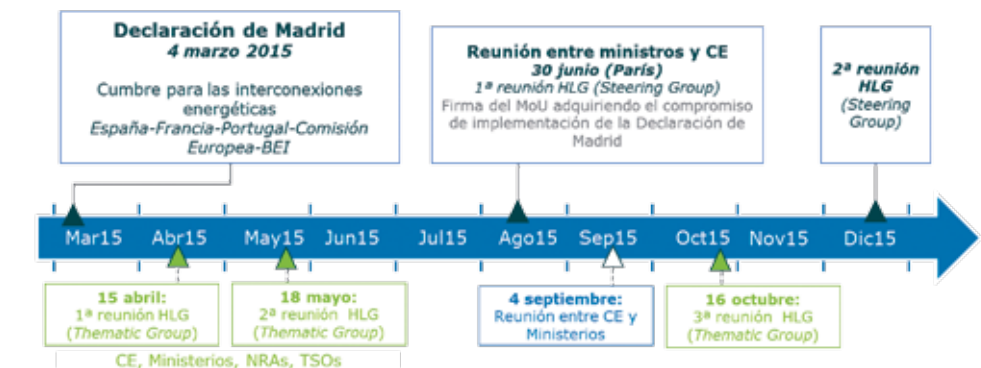 Declaración de Madrid
4 marzo 2015
Cumbre para las interconexiones
energéticas
España-Francia-Portugal-Comisión
Europea-BEI
Reunión entre ministros y CE
30 junio (París)
1ª reunión HLG (Steering Group)
Firma del MoU adquiriendo el compromiso
de implementación de la Declaración de
Madrid
2ª reunión
HLG
(Steering
Group)
Mar15 Abr15 May15 Jun15 Jul15 Ago15 Sep15 Oct15 Nov15 Dic15
15 abril:
1ª reunión HLG
(Thematic Group)
18 mayo:
2ª reunión HLG
(Thematic Group)
4 septiembre:
Reunión entre CE y
Ministerios
16 octubre:
3ª reunión HLG
(Thematic Group)
CE, Ministerios, NRAs, TSOs